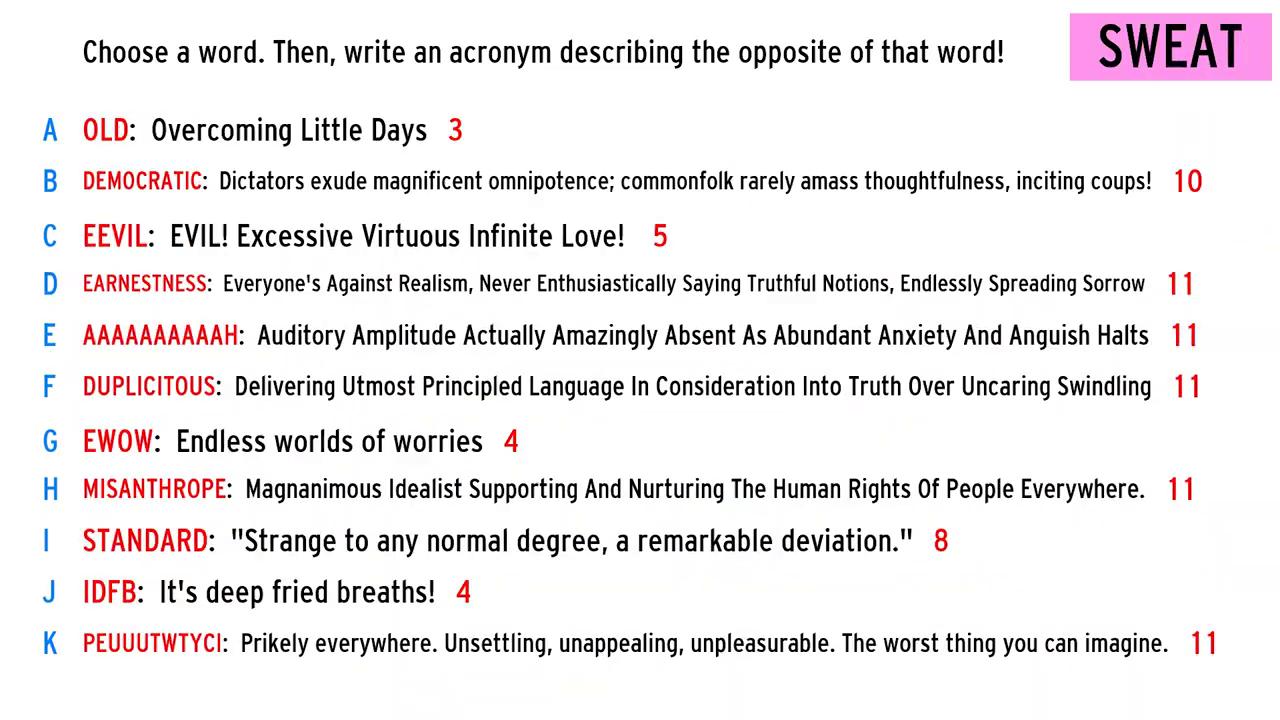 Choose a word. Then, write an acronym describing the opposite of that word! SWEAT
A OLD: Overcoming Little Days 3
B DEMOCRATIC: Dictators exude magnificent omnipotence; commonfolk rarely amass thoughtfulness, inciting coups! 10
C EEVIL: EVIL! Excessive Virtuous Infinite Love! 5
D EARNESTNESS: Everyone's Against Realism, Never Enthusiastically Saying Truthful Notions, Endlessly Spreading Sorrow 11
E AAAAAAAAAAH: Auditory Amplitude Actually Amazingly Absent As Abundant Anxiety And Anguish Halts 11
F DUPLICITOUS: Delivering Utmost Principled Language In Consideration Into Truth Over Uncaring Swindling 11
G EWOW: Endless worlds of worries 4
H MISANTHROPE: Magnanimous Idealist Supporting And Nurturing The Human Rights Of People Everywhere. 11
I STANDARD: "Strange to any normal degree, a remarkable deviation." 8
J IDFB: It's deep fried breaths! 4
K PEUUUTWTYCI: Prikely everywhere. Unsettling, unappealing, unpleasurable. The worst thing you can imagine. 11